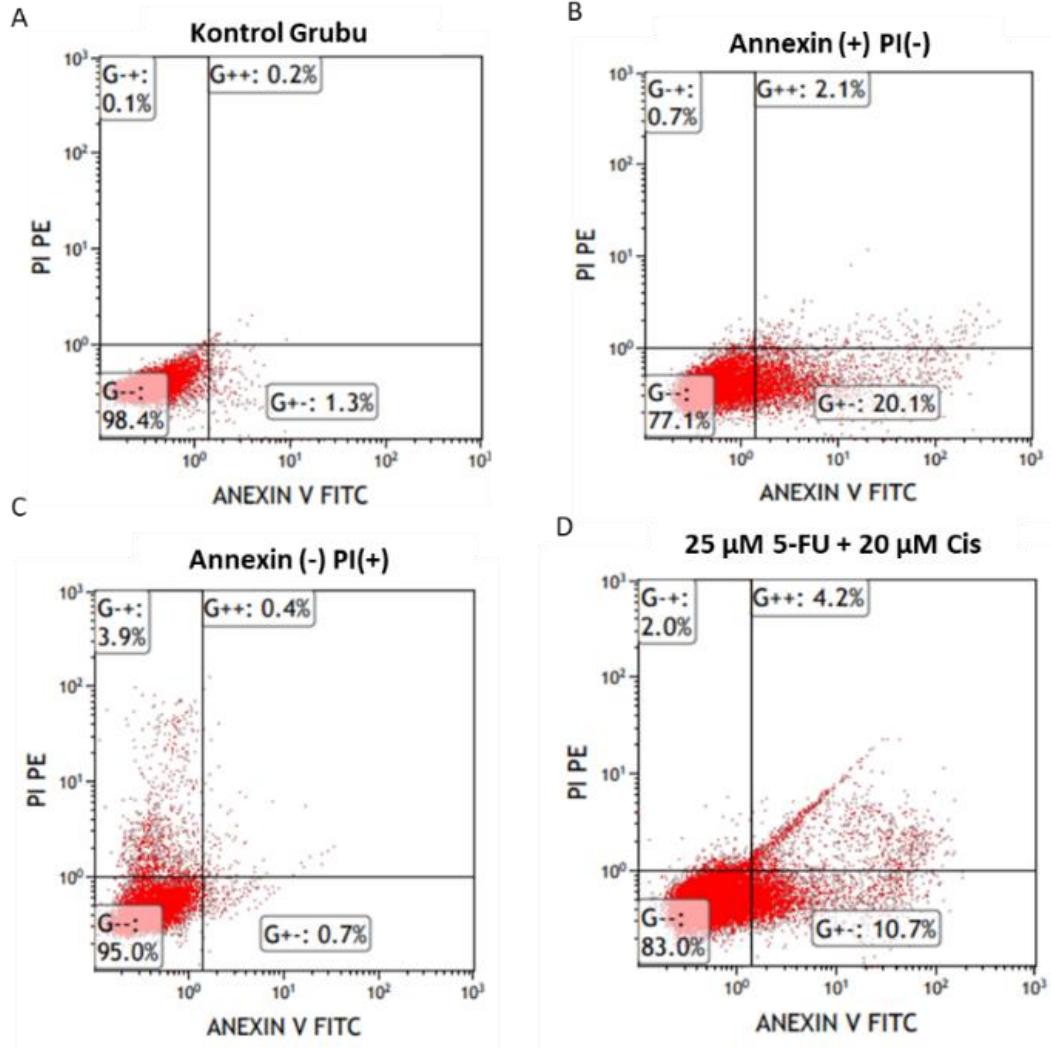 A
Kontrol Grubu
10³
G-+:
0.1%
G++: 0.2%
10²
PI PE
10¹
10⁰
G--:
98.4%
G+-: 1.3%
10⁰ 10¹ 10² 10³
ANEXIN V FITC
B
Annexin (+) PI(-)
10³
G-+:
0.7%
G++: 2.1%
10²
PI PE
10¹
10⁰
G--:
77.1%
G+-: 20.1%
10⁰ 10¹ 10² 10³
ANEXIN V FITC
C
Annexin (-) PI(+)
10³
G-+:
3.9%
G++: 0.4%
10²
PI PE
10¹
10⁰
G--:
95.0%
G+-: 0.7%
10⁰ 10¹ 10² 10³
ANEXIN V FITC
D
25 µM 5-FU + 20 µM Cis
10³
G-+:
2.0%
G++: 4.2%
10²
PI PE
10¹
10⁰
G--:
83.0%
G+-: 10.7%
10⁰ 10¹ 10² 10³
ANEXIN V FITC